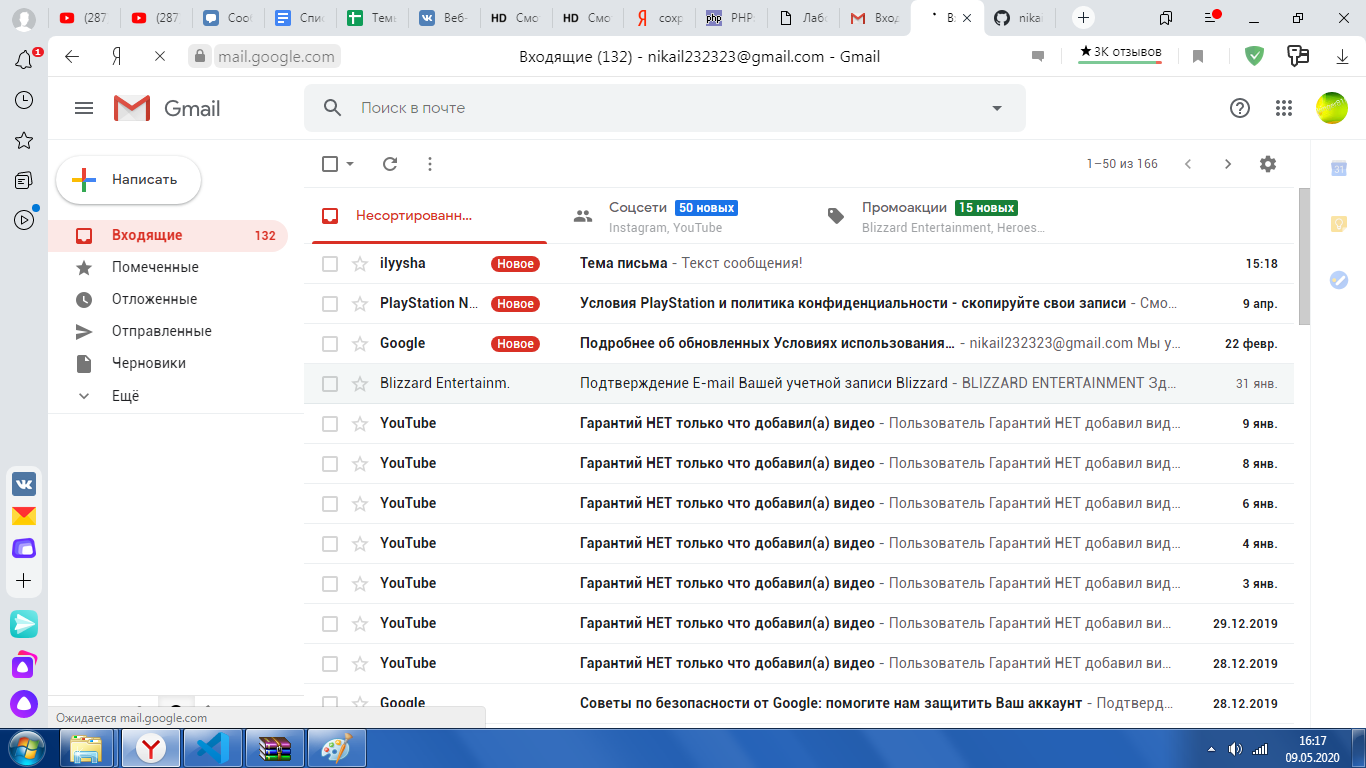 (287
(287
Соо
Спис
Темы
Веб-
HD Смо
HD Смо
Я сохр
php PHP
Лаб
Вход
Вх
nika
1
Я
mail.google.com
Входящие (132) - nikail232323@gmail.com - Gmail
★3K отзывов
Gmail
Поиск в почте
Написать
1–50 из 166
Входящие 132
Помеченные
Отложенные
Отправленные
Черновики
Ещё
Несортированн...
Соцсети 50 новых
Instagram, YouTube
Промоакции 15 новых
Blizzard Entertainment, Heroes...
31
ilyysha Новое Тема письма - Текст сообщения! 15:18
PlayStation N... Новое Условия PlayStation и политика конфиденциальности - скопируйте свои записи - Смо... 9 апр.
Google Новое Подробнее об обновленных Условиях использования... - nikail232323@gmail.com Мы у... 22 февр.
Blizzard Entertainm. Подтверждение E-mail Вашей учетной записи Blizzard - BLIZZARD ENTERTAINMENT Зд... 31 янв.
YouTube Гарантий НЕТ только что добавил(а) видео - Пользователь Гарантий НЕТ добавил вид... 9 янв.
YouTube Гарантий НЕТ только что добавил(а) видео - Пользователь Гарантий НЕТ добавил вид... 8 янв.
YouTube Гарантий НЕТ только что добавил(а) видео - Пользователь Гарантий НЕТ добавил вид... 6 янв.
YouTube Гарантий НЕТ только что добавил(а) видео - Пользователь Гарантий НЕТ добавил вид... 4 янв.
YouTube Гарантий НЕТ только что добавил(а) видео - Пользователь Гарантий НЕТ добавил вид... 3 янв.
YouTube Гарантий НЕТ только что добавил(а) видео - Пользователь Гарантий НЕТ добавил ви... 29.12.2019
YouTube Гарантий НЕТ только что добавил(а) видео - Пользователь Гарантий НЕТ добавил ви... 28.12.2019
Google Советы по безопасности от Google: помогите нам защитить Ваш аккаунт - Подтверд... 28.12.2019
Ожидается mail.google.com
16:17
09.05.2020